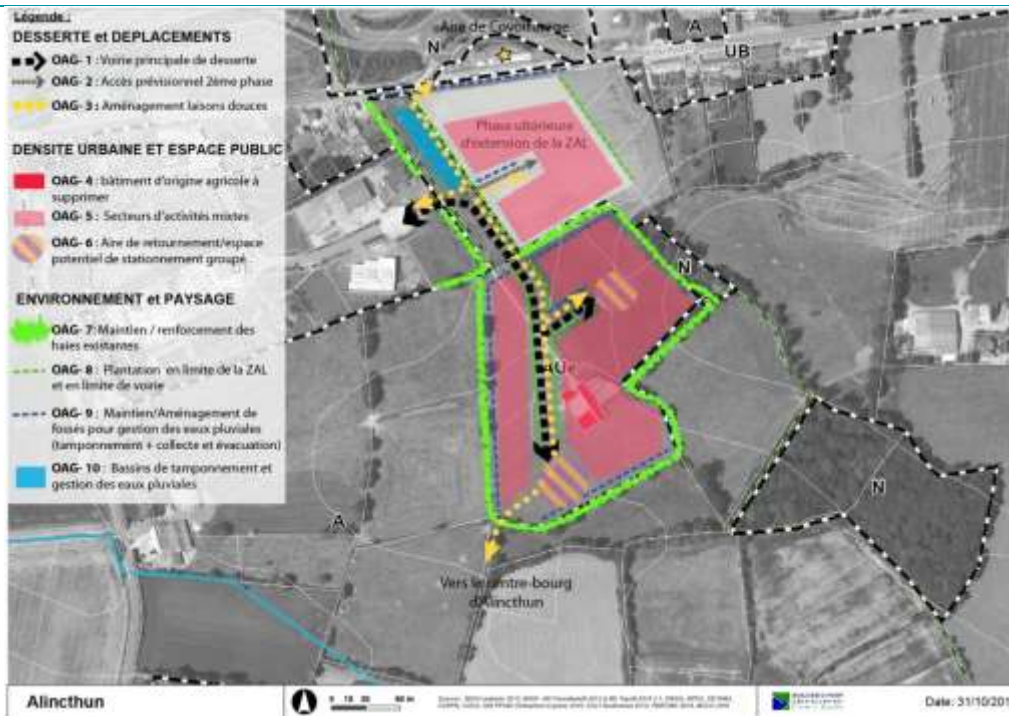 Légende :
DESSERTE et DEPLACEMENTS
OAG- 1 : Voirie principale de desserte
OAG- 2 : Accès prévisionnel 2ème phase
OAG- 3 : Aménagement laisons douces
DENSITE URBAINE ET ESPACE PUBLIC
OAG- 4 : bâtiment d'origine agricole à
supprimer
OAG- 5 : Secteurs d'activités mixtes
OAG- 6 : Aire de retournement/espace
potentiel de stationnement groupé
ENVIRONNEMENT et PAYSAGE
OAG- 7: Maintien / renforcement des
haies existantes
OAG- 8 : Plantation en limite de la ZAL
et en limite de voirie
OAG- 9 : Maintien/Aménagement de
fossés pour gestion des eaux pluviales
(tamponnement + collecte et évacuation)
OAG- 10 : Bassins de tamponnement et
gestion des eaux pluviales
Aire de Covoiturage
N
A
UB
Phase ultérieure
d'extension de la ZAL
N
A
N
Vers le centre-bourg
d'Alincthun
Alincthun
Date: 31/10/201